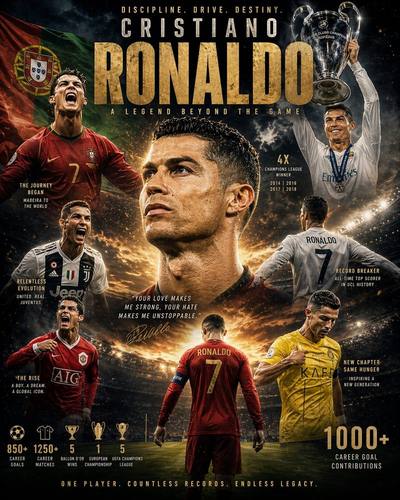 DISCIPLINE. DRIVE. DESTINY.
CRISTIANO
RONALDO
A LEGEND BEYOND THE GAME
7
THE JOURNEY
BEGAN
MADEIRA TO
THE WORLD
4X
CHAMPIONS LEAGUE
WINNER
2014 | 2016
2017 | 2018
Emirates
RONALDO
7
RELENTLESS
EVOLUTION
UNITED. REAL.
JUVENTUS.
Jeep
RECORD BREAKER
ALL-TIME TOP SCORER
IN UCL HISTORY
"YOUR LOVE MAKES
ME STRONG, YOUR HATE
MAKES ME UNSTOPPABLE."
RONALDO
7
AIG
THE RISE
A BOY. A DREAM.
A GLOBAL ICON.
NEW CHAPTER
SAME HUNGER
INSPIRING A
NEW GENERATION
850+
CAREER
GOALS
1250+
CAREER
MATCHES
5
BALLON D'OR
WINS
1
EUROPEAN
CHAMPIONSHIP
5
UEFA CHAMPIONS
LEAGUE
1000+
CAREER GOAL
CONTRIBUTIONS
ONE PLAYER. COUNTLESS RECORDS. ENDLESS LEGACY.